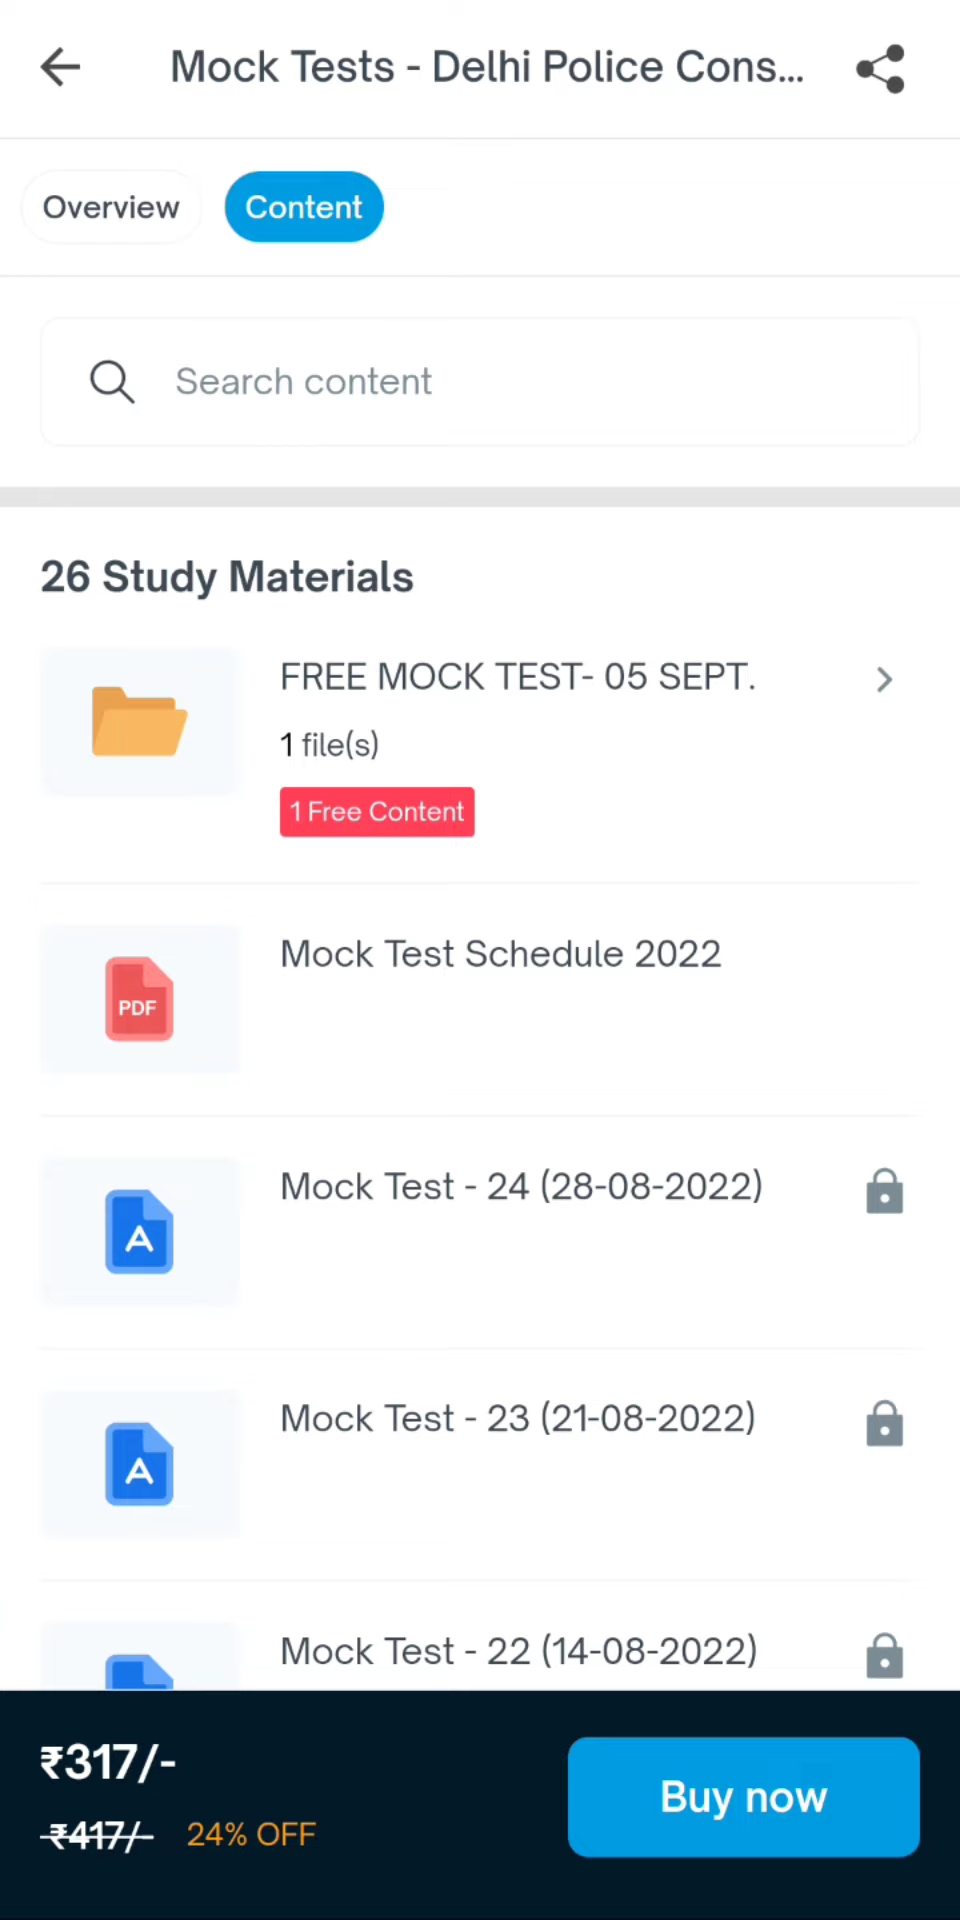 Mock Tests - Delhi Police Cons...
Overview
Content
Search content
26 Study Materials
FREE MOCK TEST- 05 SEPT.
1 file(s)
1 Free Content
PDF
Mock Test Schedule 2022
A
Mock Test - 24 (28-08-2022)
A
Mock Test - 23 (21-08-2022)
Mock Test - 22 (14-08-2022)
₹317/-
₹417/- 24% OFF
Buy now